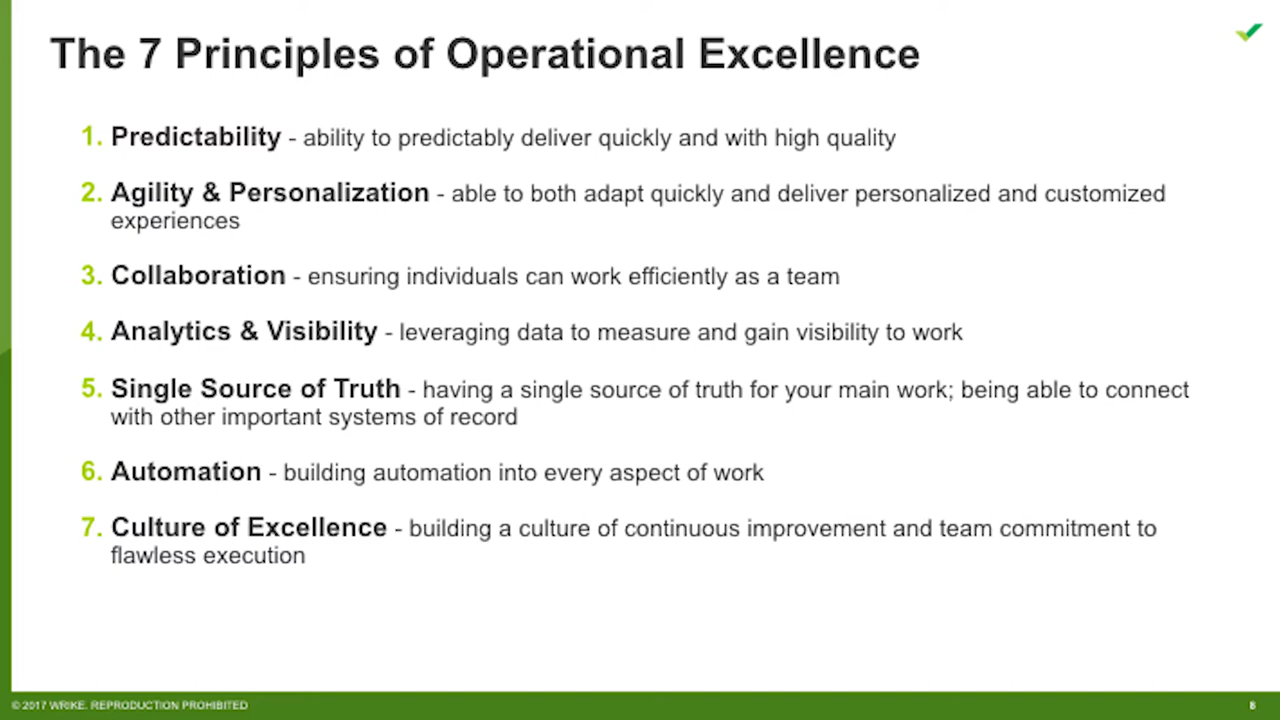 The 7 Principles of Operational Excellence
1. Predictability - ability to predictably deliver quickly and with high quality
2. Agility & Personalization - able to both adapt quickly and deliver personalized and customized
experiences
3. Collaboration - ensuring individuals can work efficiently as a team
4. Analytics & Visibility - leveraging data to measure and gain visibility to work
5. Single Source of Truth - having a single source of truth for your main work; being able to connect
with other important systems of record
6. Automation - building automation into every aspect of work
7. Culture of Excellence - building a culture of continuous improvement and team commitment to
flawless execution
© 2017 WRIKE. REPRODUCTION PROHIBITED
8